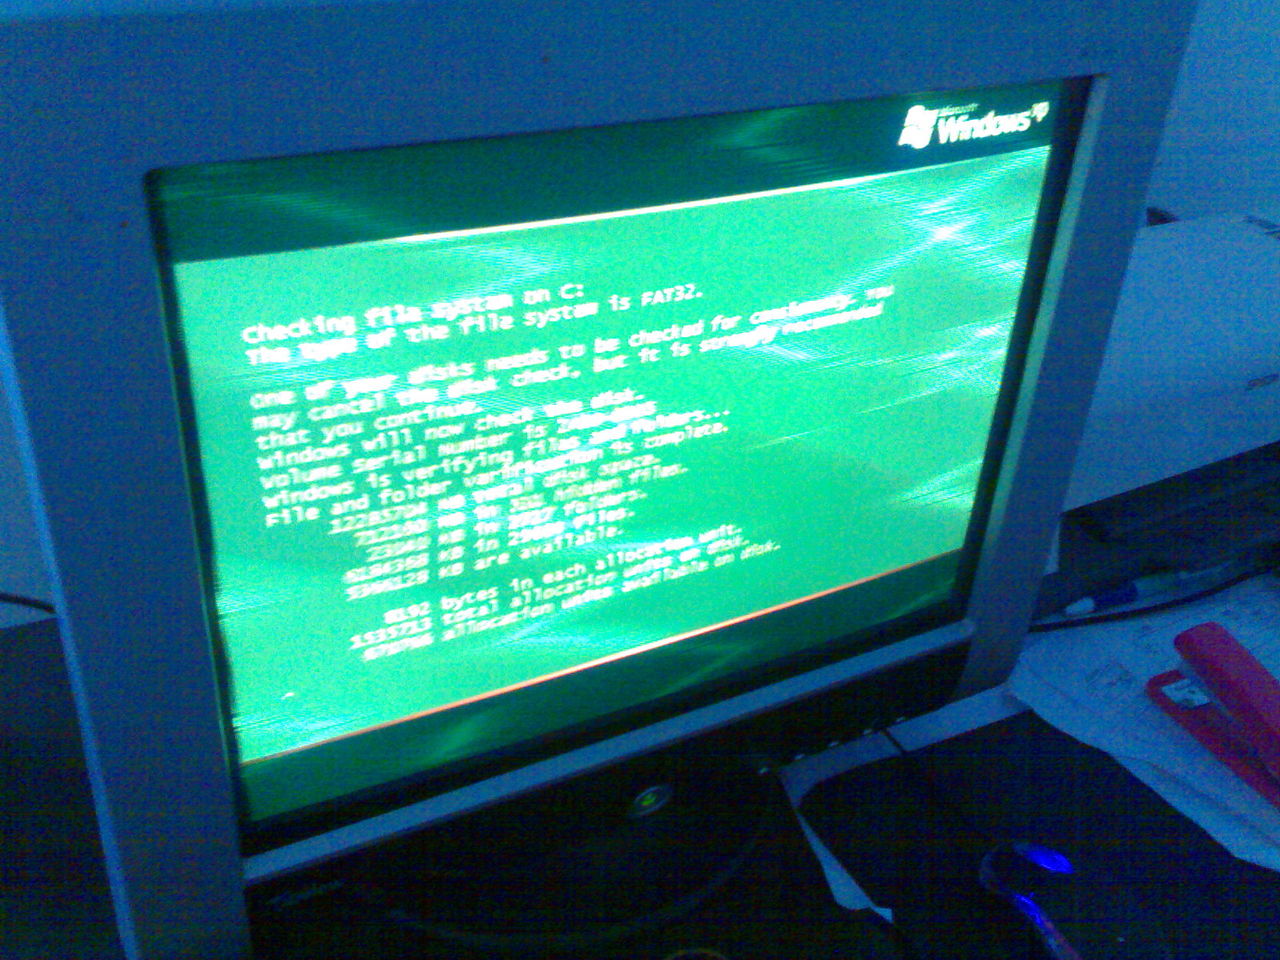 Microsoft
Windows xp
Checking file system on C:
The type of the file system is FAT32.
One of your disks needs to be checked for consistency. You
may cancel the disk check, but it is strongly recommended
that you continue.
Windows will now check the disk.
Volume Serial Number is
Windows is verifying files and folders...
File and folder verification is complete.
KB total disk space.
KB in hidden files.
KB in folders.
KB in files.
KB are available.
8192 bytes in each allocation unit.
1535713 total allocation units on disk.
allocation units available on disk.